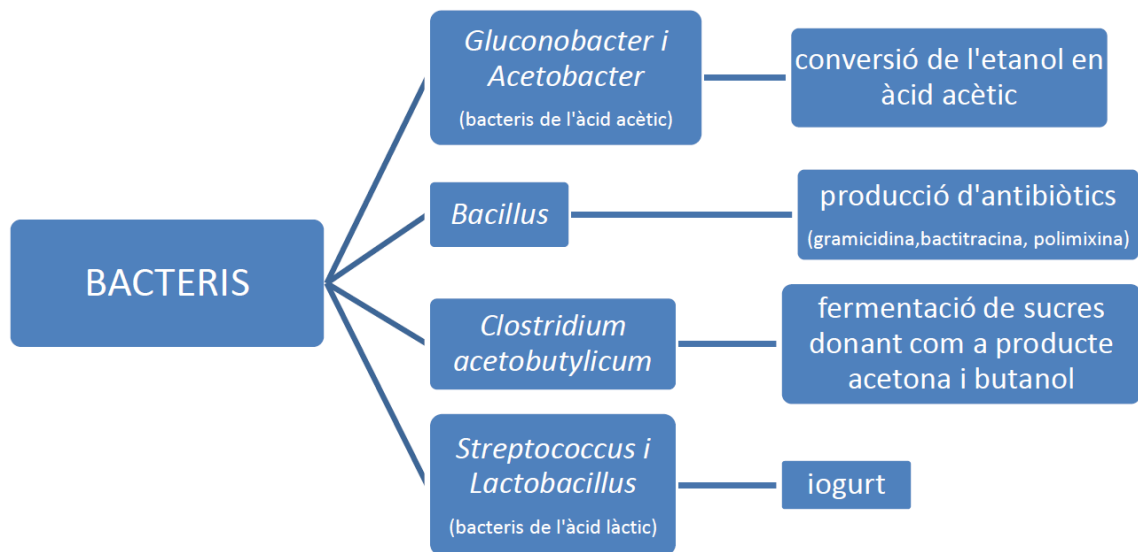 BACTERIS
Gluconobacter i
Acetobacter
(bacteris de l'àcid acètic)
conversió de l'etanol en
àcid acètic
Bacillus
producció d'antibiòtics
(gramicidina,bactitracina, polimixina)
Clostridium
acetobutylicum
fermentació de sucres
donant com a producte
acetona i butanol
Streptococcus i
Lactobacillus
(bacteris de l'àcid làctic)
iogurt